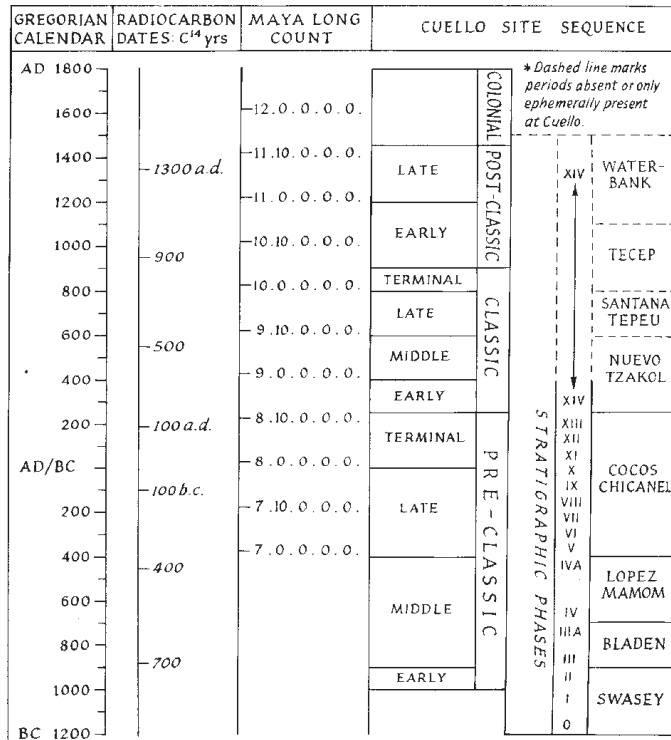 GREGORIAN CALENDAR
RADIOCARBON DATES: C14 yrs
MAYA LONG COUNT
CUELLO SITE SEQUENCE
AD 1800
1600
1400
1200
1000
800
600
400
200
AD/BC
200
400
600
800
1000
BC 1200
1300 a.d.
900
500
100 a.d.
100 b.c.
400
700
12.0.0.0.0.
11.10.0.0.0.
11.0.0.0.0.
10.10.0.0.0.
10.0.0.0.0.
9.10.0.0.0.
9.0.0.0.0.
8.10.0.0.0.
8.0.0.0.0.
7.10.0.0.0.
7.0.0.0.0.
LATE
EARLY
TERMINAL
LATE
MIDDLE
EARLY
TERMINAL
LATE
MIDDLE
EARLY
COLONIAL
POST-CLASSIC
CLASSIC
PRE-CLASSIC
* Dashed line marks
periods absent or only
ephemerally present
at Cuello.
STRATIGRAPHIC PHASES
XIV
XIV
XIII
XII
XI
X
IX
VIII
VII
VI
V
IVA
IV
IIIA
III
II
I
0
WATER-
BANK
TECEP
SANTANA
TEPEU
NUEVO
TZAKOL
COCOS
CHICANEL
LOPEZ
MAMOM
BLADEN
SWASEY